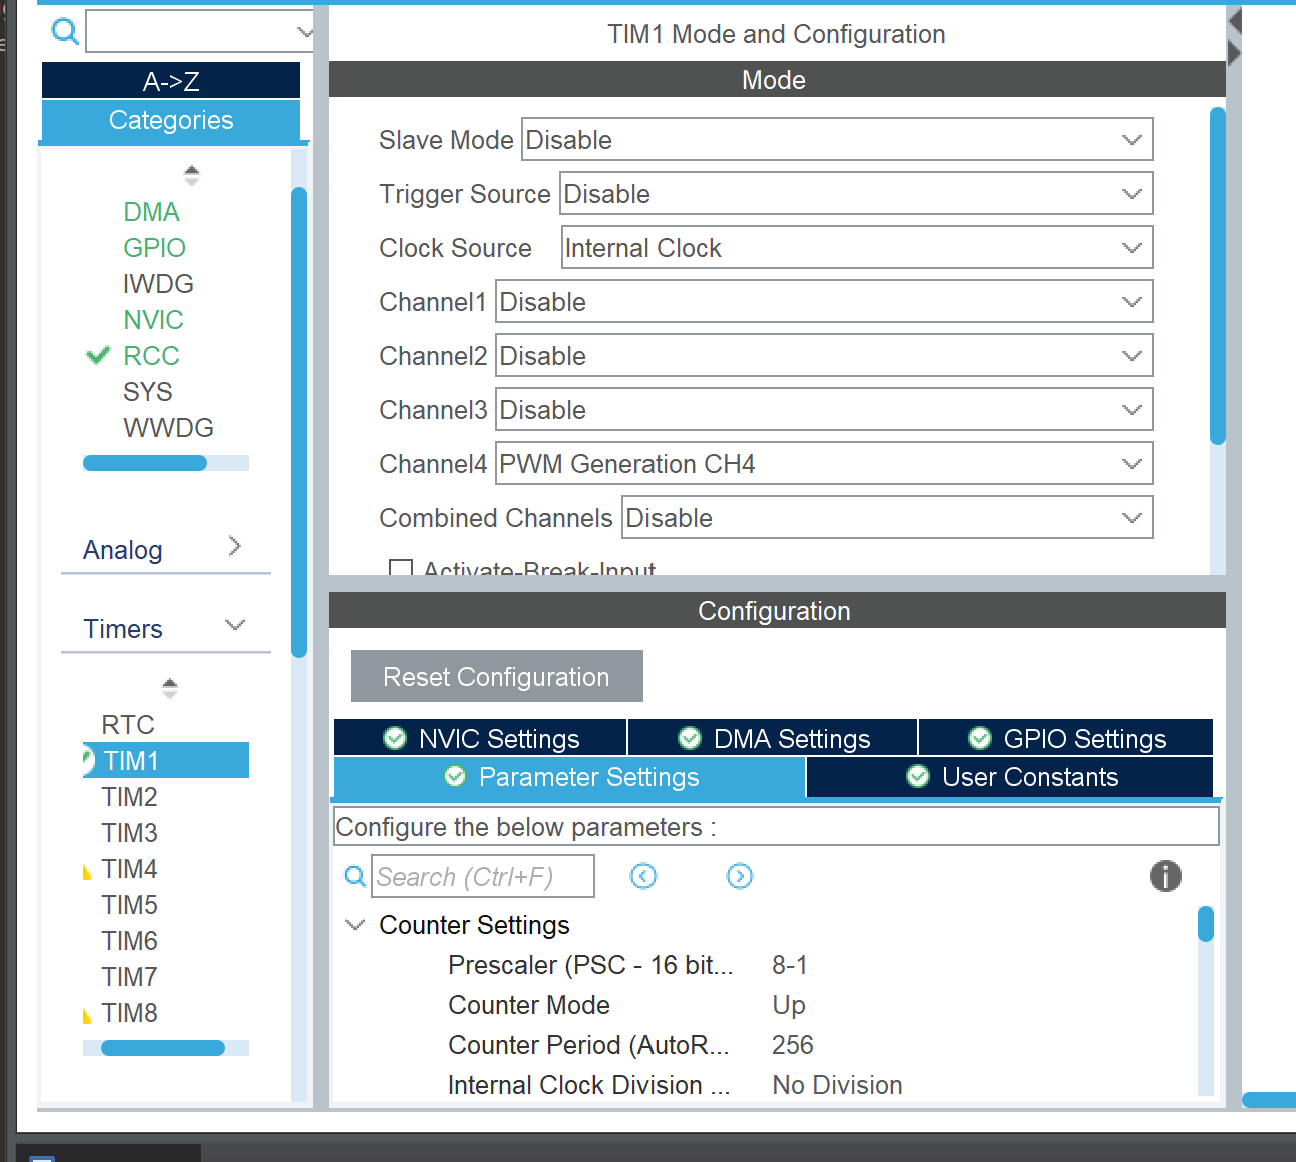 TIM1 Mode and Configuration
A->Z
Mode
Categories
Slave Mode Disable
Trigger Source Disable
Clock Source Internal Clock
Channel1 Disable
Channel2 Disable
Channel3 Disable
Channel4 PWM Generation CH4
Combined Channels Disable
Activate-Break-Input
DMA
GPIO
IWDG
NVIC
RCC
SYS
WWDG
Analog
Timers
RTC
TIM1
TIM2
TIM3
TIM4
TIM5
TIM6
TIM7
TIM8
Configuration
Reset Configuration
NVIC Settings DMA Settings GPIO Settings
Parameter Settings User Constants
Configure the below parameters :
Search (Ctrl+F)
Counter Settings
Prescaler (PSC - 16 bit... 8-1
Counter Mode Up
Counter Period (AutoR... 256
Internal Clock Division ... No Division